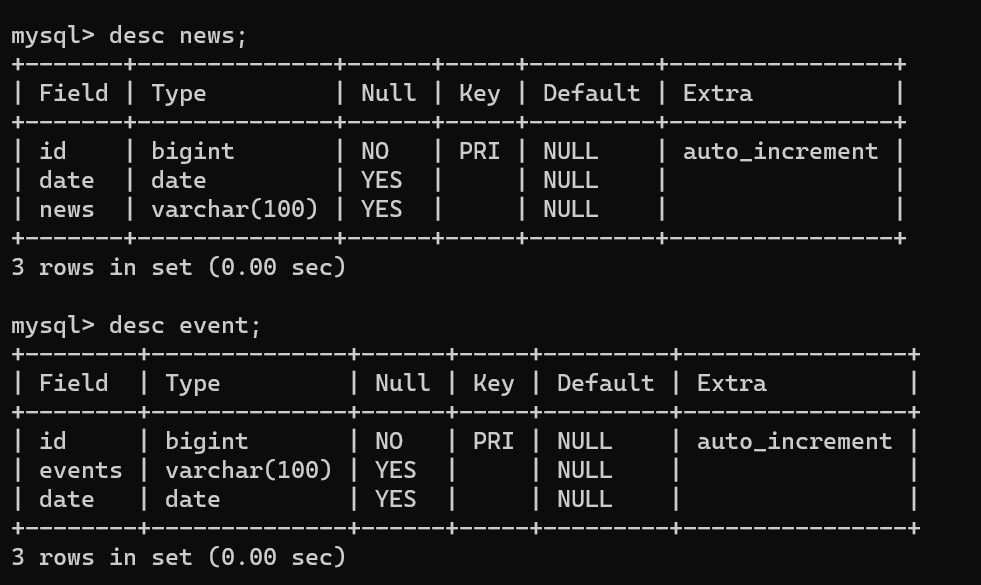 mysql> desc news;
+-------+--------------+------+-----+---------+----------------+
| Field | Type         | Null | Key | Default | Extra          |
+-------+--------------+------+-----+---------+----------------+
| id    | bigint       | NO   | PRI | NULL    | auto_increment |
| date  | date         | YES  |     | NULL    |                |
| news  | varchar(100) | YES  |     | NULL    |                |
+-------+--------------+------+-----+---------+----------------+
3 rows in set (0.00 sec)

mysql> desc event;
+--------+--------------+------+-----+---------+----------------+
| Field  | Type         | Null | Key | Default | Extra          |
+--------+--------------+------+-----+---------+----------------+
| id     | bigint       | NO   | PRI | NULL    | auto_increment |
| events | varchar(100) | YES  |     | NULL    |                |
| date   | date         | YES  |     | NULL    |                |
+--------+--------------+------+-----+---------+----------------+
3 rows in set (0.00 sec)